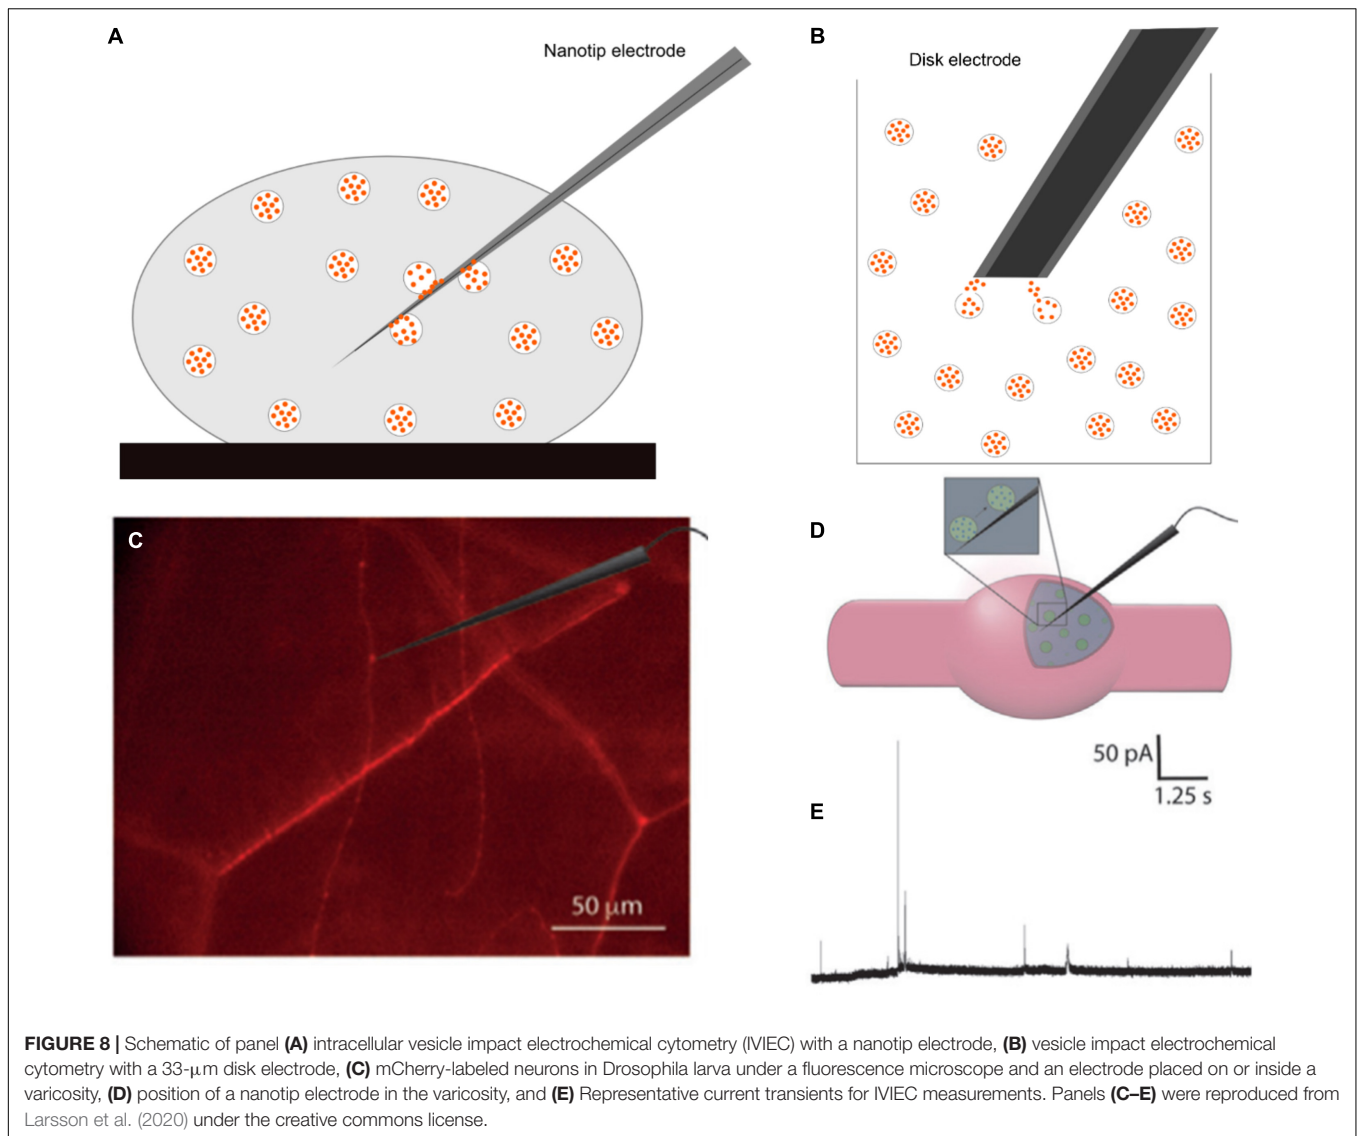 A
Nanotip electrode
B
Disk electrode
C
50 μm
D
50 pA
1.25 s
E
FIGURE 8 | Schematic of panel (A) intracellular vesicle impact electrochemical cytometry (IVIEC) with a nanotip electrode, (B) vesicle impact electrochemical
cytometry with a 33-μm disk electrode, (C) mCherry-labeled neurons in Drosophila larva under a fluorescence microscope and an electrode placed on or inside a
varicosity, (D) position of a nanotip electrode in the varicosity, and (E) Representative current transients for IVIEC measurements. Panels (C–E) were reproduced from
Larsson et al. (2020) under the creative commons license.